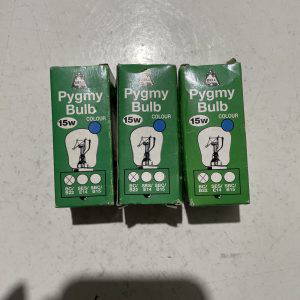 Pygmy
Bulb
COLOUR
15w
BC/
B22
SES/
E14
SBC/
B15
Pygmy
Bulb
COLOUR
15w
BC/
B22
SES/
E14
SBC/
B15
Pygmy
Bulb
COLOUR
15w
BC/
B22
SES/
E14
SBC/
B15